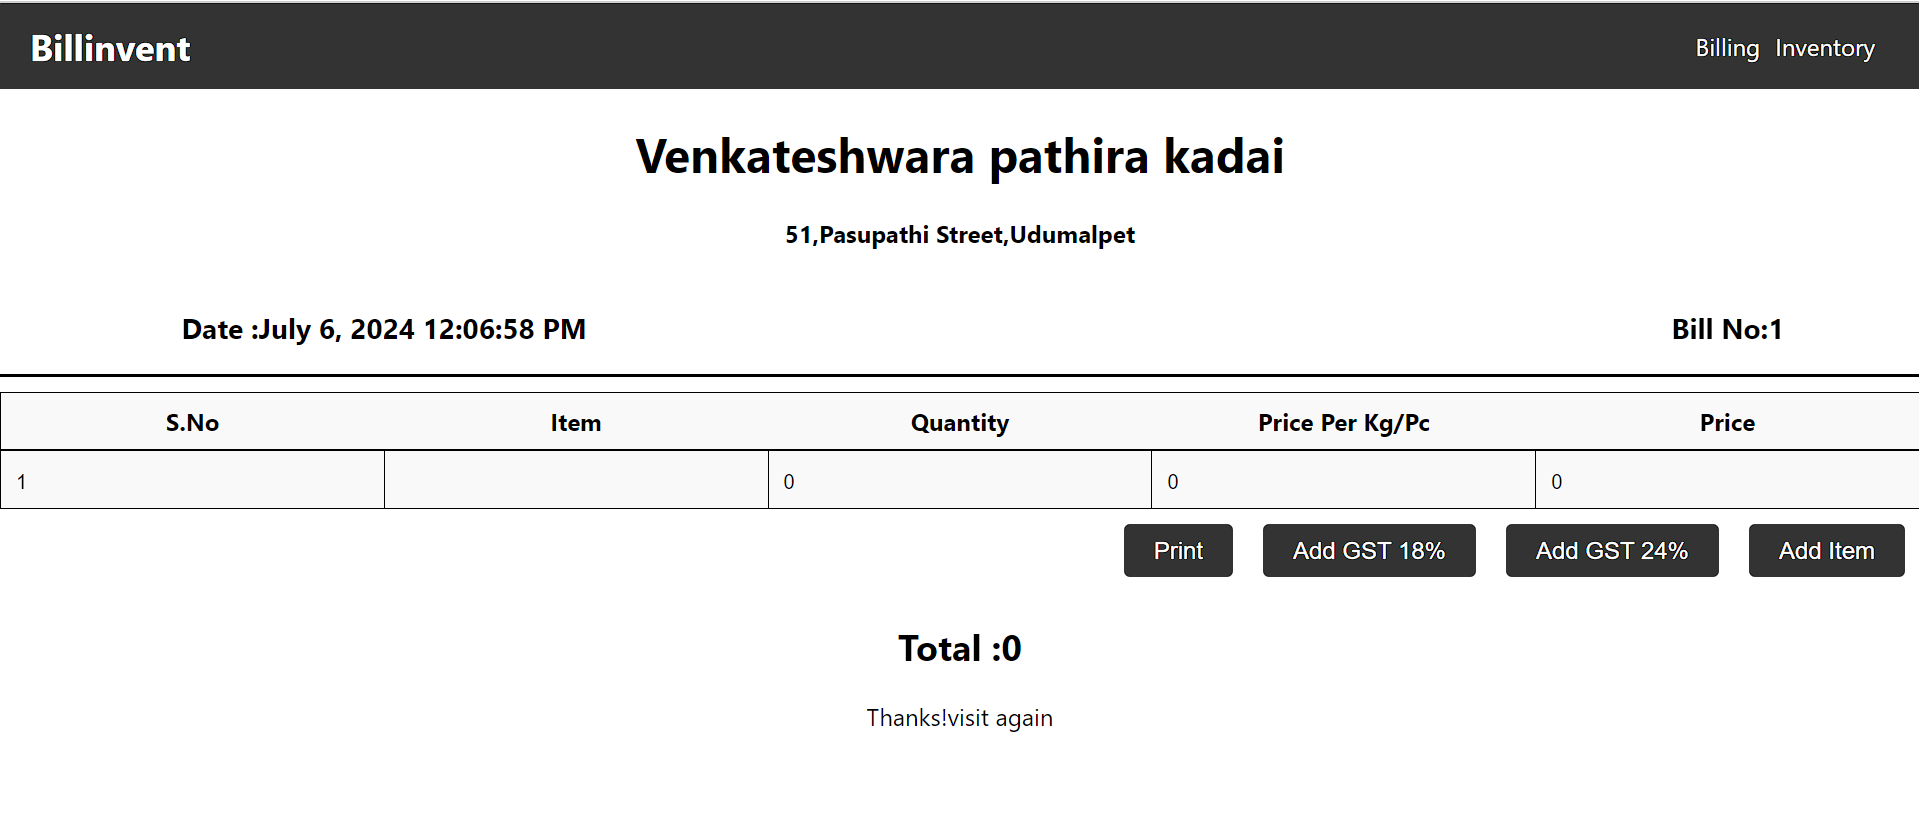 Billinvent Billing Inventory
Venkateshwara pathira kadai
51,Pasupathi Street,Udumalpet
Date :July 6, 2024 12:06:58 PM Bill No:1
S.No Item Quantity Price Per Kg/Pc Price
1 0 0 0
Print Add GST 18% Add GST 24% Add Item
Total :0
Thanks!visit again